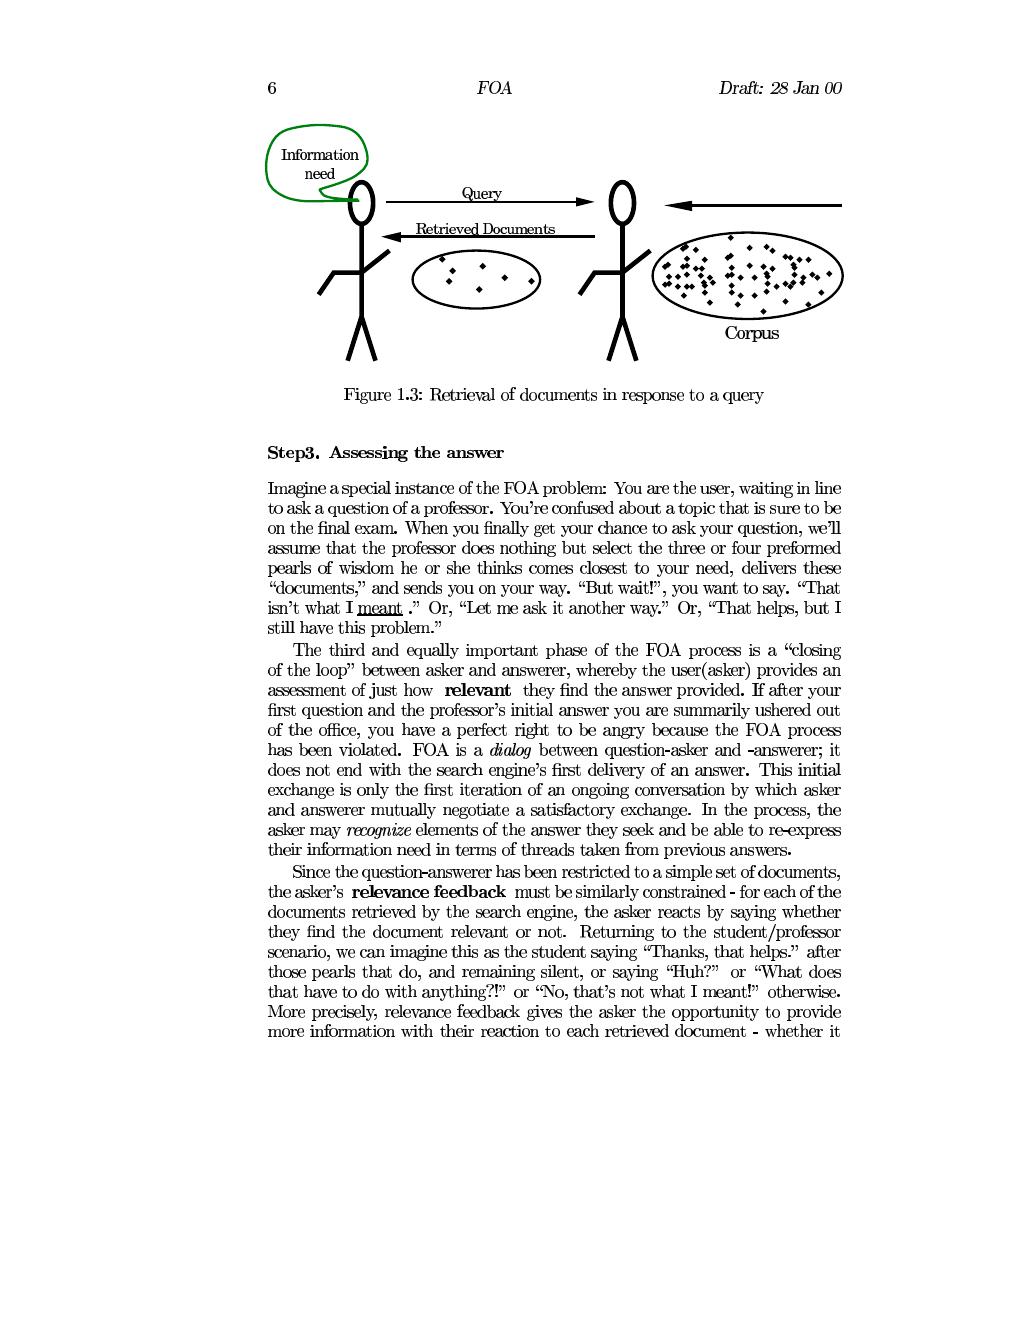 6 FOA Draft: 28 Jan 00
Information
need
Query
Retrieved Documents
Corpus
Figure 1.3: Retrieval of documents in response to a query
Step3. Assessing the answer
Imagine a special instance of the FOA problem: You are the user, waiting in line
to ask a question of a professor. You're confused about a topic that is sure to be
on the final exam. When you finally get your chance to ask your question, we'll
assume that the professor does nothing but select the three or four preformed
pearls of wisdom he or she thinks comes closest to your need, delivers these
“documents,” and sends you on your way. “But wait!”, you want to say. “That
isn't what I meant .” Or, “Let me ask it another way.” Or, “That helps, but I
still have this problem.”
The third and equally important phase of the FOA process is a “closing
of the loop” between asker and answerer, whereby the user(asker) provides an
assessment of just how relevant they find the answer provided. If after your
first question and the professor's initial answer you are summarily ushered out
of the office, you have a perfect right to be angry because the FOA process
has been violated. FOA is a dialog between question-asker and -answerer; it
does not end with the search engine's first delivery of an answer. This initial
exchange is only the first iteration of an ongoing conversation by which asker
and answerer mutually negotiate a satisfactory exchange. In the process, the
asker may recognize elements of the answer they seek and be able to re-express
their information need in terms of threads taken from previous answers.
Since the question-answerer has been restricted to a simple set of documents,
the asker's relevance feedback must be similarly constrained - for each of the
documents retrieved by the search engine, the asker reacts by saying whether
they find the document relevant or not. Returning to the student/professor
scenario, we can imagine this as the student saying “Thanks, that helps.” after
those pearls that do, and remaining silent, or saying “Huh?” or “What does
that have to do with anything?!” or “No, that's not what I meant!” otherwise.
More precisely, relevance feedback gives the asker the opportunity to provide
more information with their reaction to each retrieved document - whether it